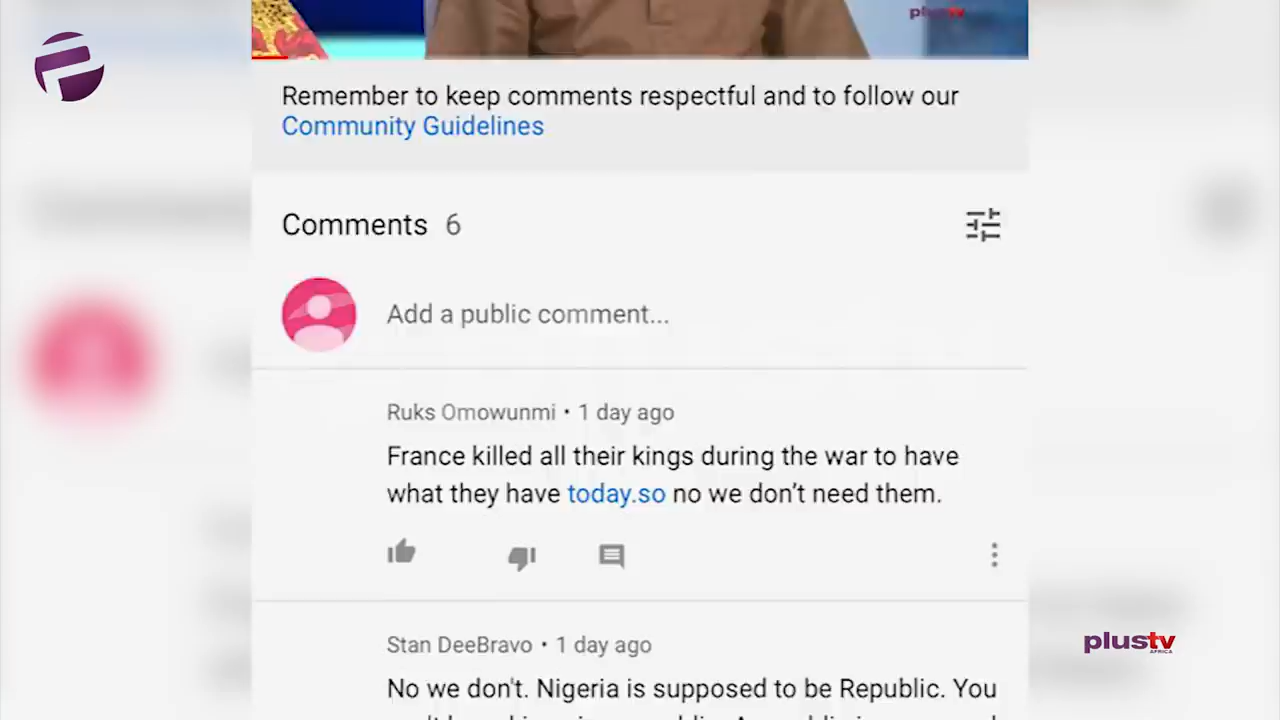 plustv
Remember to keep comments respectful and to follow our
Community Guidelines
Comments 6
Add a public comment...
Ruks Omowunmi • 1 day ago
France killed all their kings during the war to have
what they have today.so no we don't need them.
Stan DeeBravo • 1 day ago
plustv
AFRICA
No we don't. Nigeria is supposed to be Republic. You